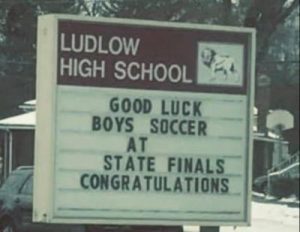 LUDLOW
HIGH SCHOOL
GOOD LUCK
BOYS SOCCER
AT
STATE FINALS
CONGRATULATIONS